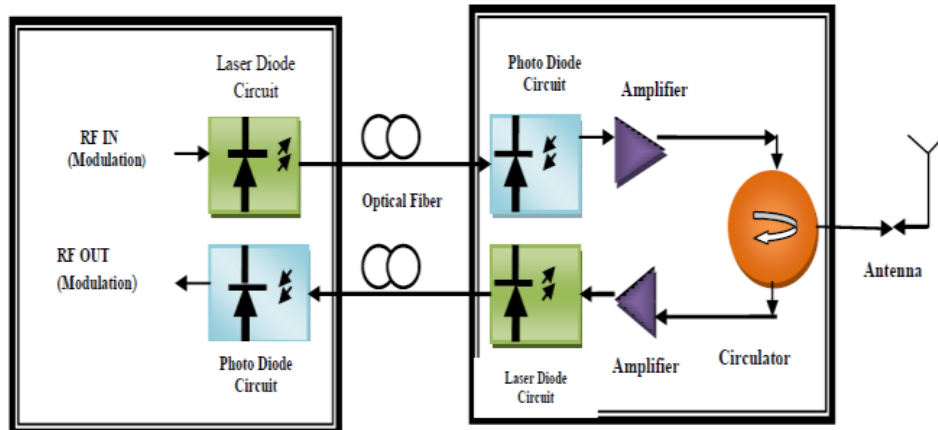 Laser Diode
Circuit
RF IN
(Modulation)
Optical Fiber
RF OUT
(Modulation)
Photo Diode
Circuit
Photo Diode
Circuit
Amplifier
Antenna
Laser Diode
Circuit
Amplifier
Circulator